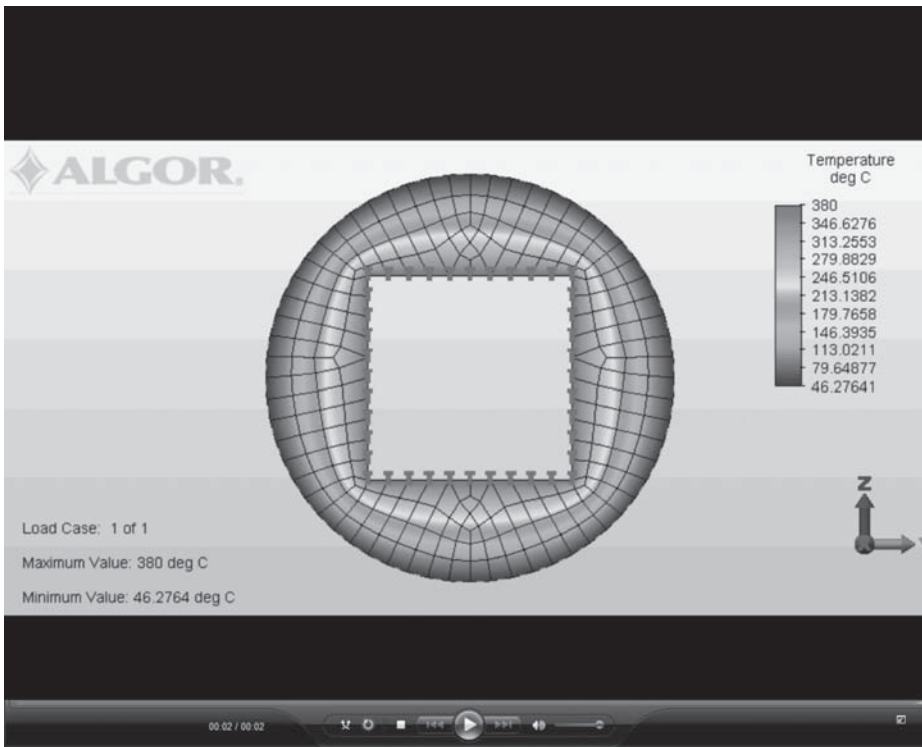 ALGOR.
Temperature
deg C
380
346.6276
313.2553
279.8829
246.5106
213.1382
179.7658
146.3935
113.0211
79.64877
46.27641
Z
Y
Load Case: 1 of 1
Maximum Value: 380 deg C
Minimum Value: 46.2764 deg C
00:02 / 00:02